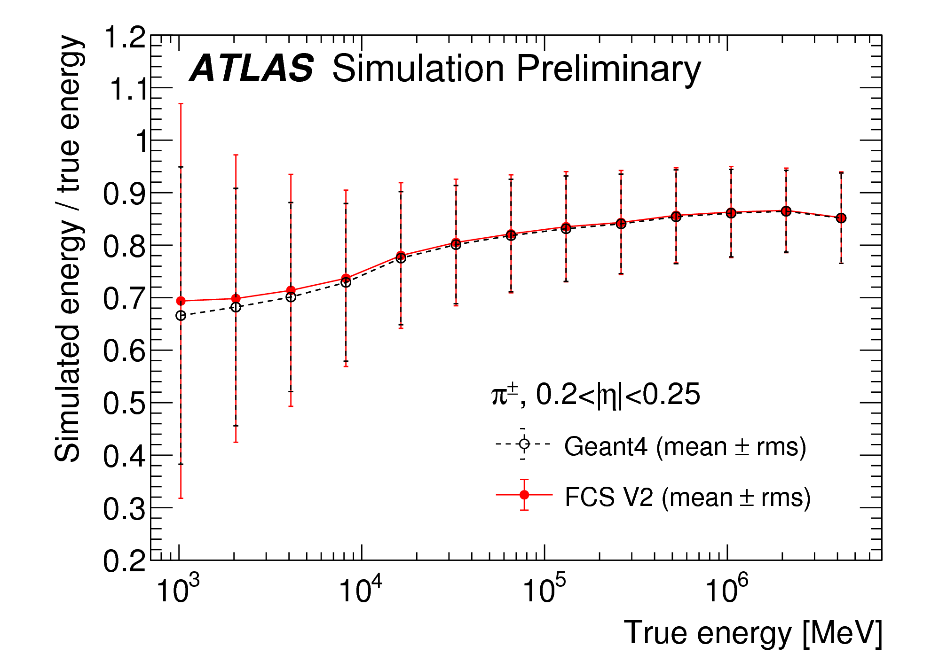 ATLAS Simulation Preliminary
Simulated energy / true energy
1.2
1.1
1
0.9
0.8
0.7
0.6
0.5
0.4
0.3
0.2
π±, 0.2<|η|<0.25
Geant4 (mean ± rms)
FCS V2 (mean ± rms)
10³ 10⁴ 10⁵ 10⁶
True energy [MeV]